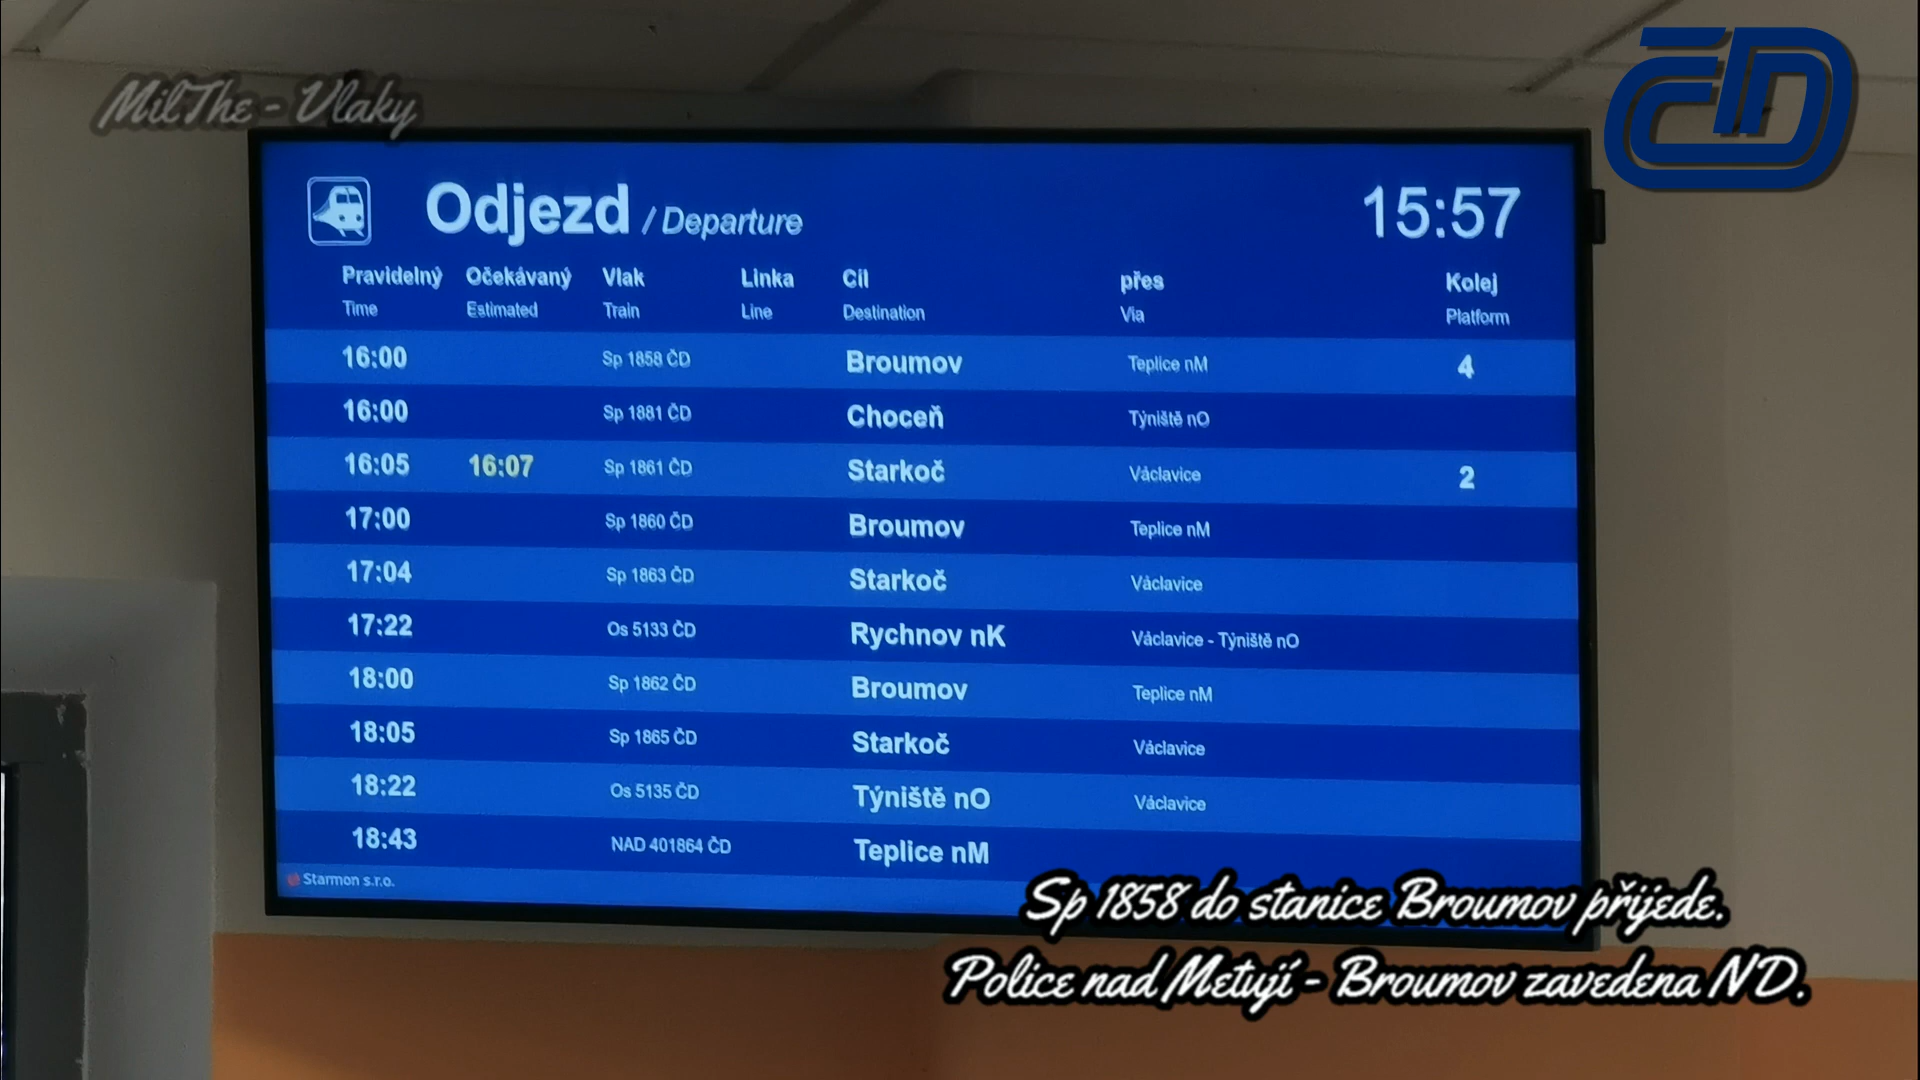 MilThe - Vlaky
ČD
Odjezd / Departure 15:57
Pravidelný Očekávaný Vlak Linka Cíl přes Kolej
Time Estimated Train Line Destination Via Platform
16:00 Sp 1858 ČD Broumov Teplice nM 4
16:00 Sp 1881 ČD Choceň Týniště nO
16:05 16:07 Sp 1861 ČD Starkoč Václavice 2
17:00 Sp 1860 ČD Broumov Teplice nM
17:04 Sp 1863 ČD Starkoč Václavice
17:22 Os 5133 ČD Rychnov nK Václavice - Týniště nO
18:00 Sp 1862 ČD Broumov Teplice nM
18:05 Sp 1865 ČD Starkoč Václavice
18:22 Os 5135 ČD Týniště nO Václavice
18:43 NAD 401864 ČD Teplice nM
Starmon s.r.o.
Sp 1858 do stanice Broumov přijede.
Police nad Metují - Broumov zavedena ND.